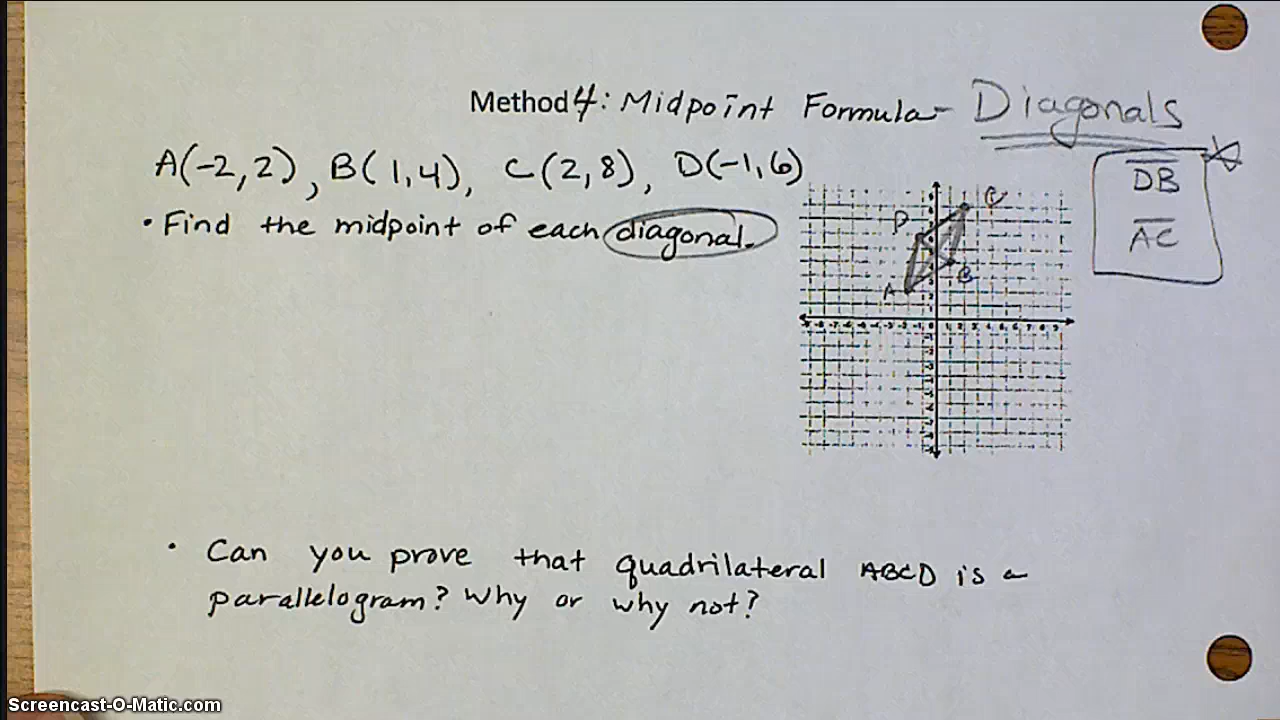 Method 4: Midpoint Formula- Diagonals
A(-2, 2), B(1,4), C(2,8), D(-1,6)
DB
AC
• Find the midpoint of each diagonal.
D
C
A
B
• Can you prove that quadrilateral ABCD is a
parallelogram? Why or why not?
Screencast-O-Matic.com